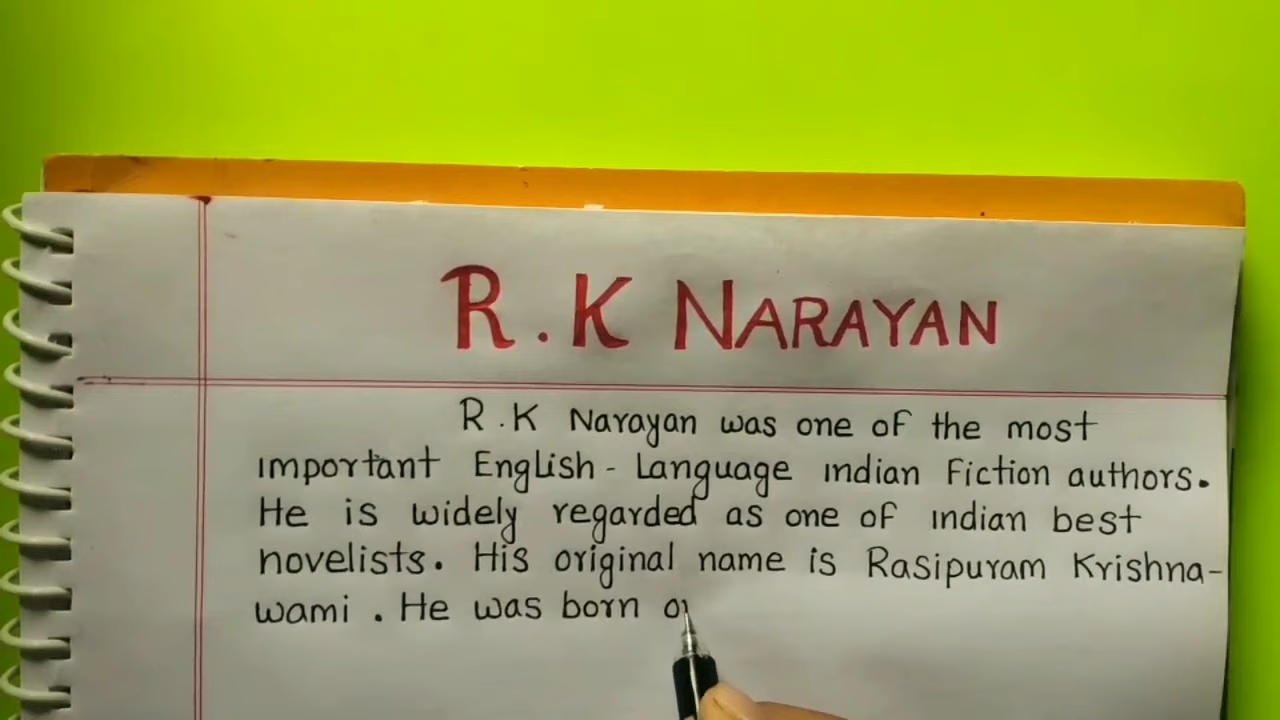 R.K NARAYAN
R.K Narayan was one of the most
important English-Language indian Fiction authors.
He is widely regarded as one of indian best
novelists. His original name is Rasipuram Krishna-
wami. He was born on